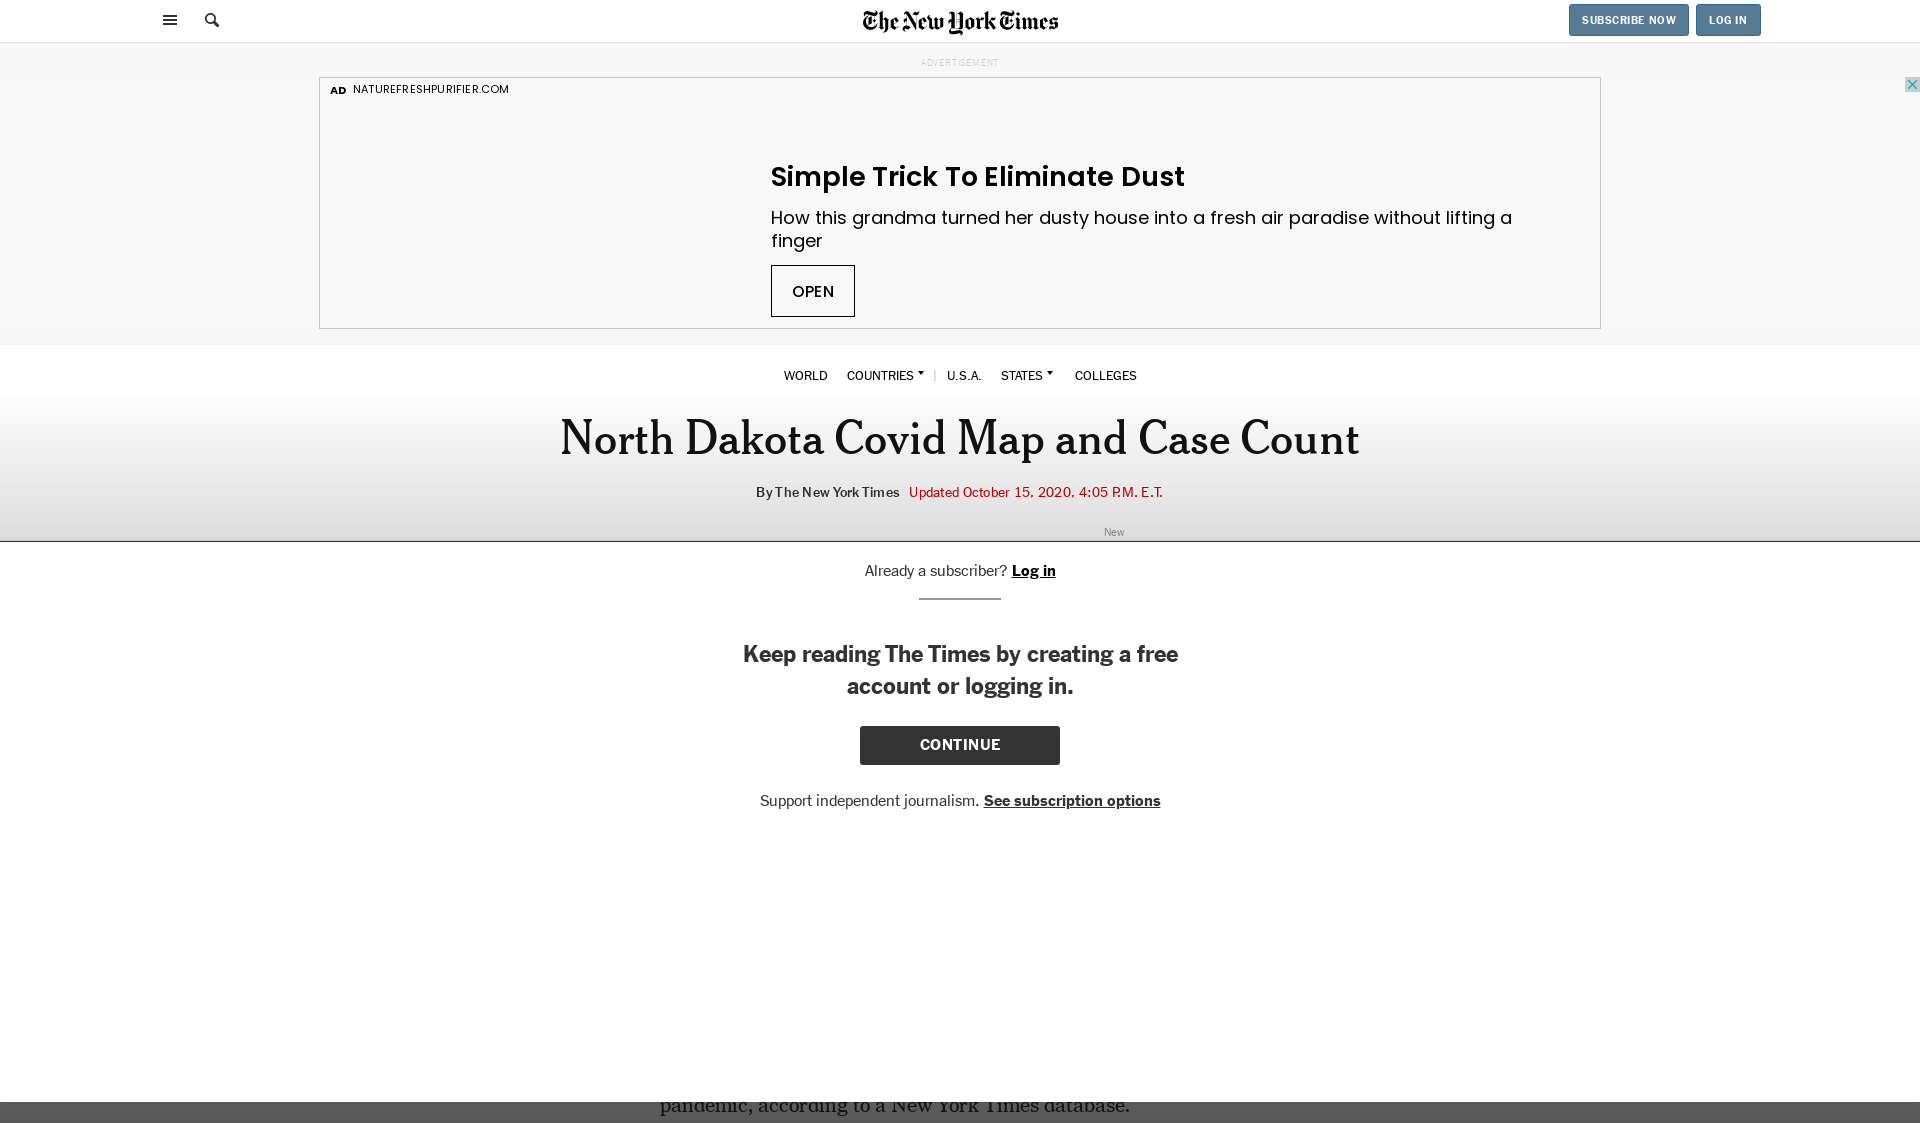 The New York Times
SUBSCRIBE NOW
LOG IN
ADVERTISEMENT
AD NATUREFRESHPURIFIER.COM
Simple Trick To Eliminate Dust
How this grandma turned her dusty house into a fresh air paradise without lifting a
finger
OPEN
WORLD COUNTRIES | U.S.A. STATES COLLEGES
North Dakota Covid Map and Case Count
By The New York Times Updated October 15, 2020, 4:05 P.M. E.T.
New
Already a subscriber? Log in
Keep reading The Times by creating a free
account or logging in.
CONTINUE
Support independent journalism. See subscription options
pandemic, according to a New York Times database.